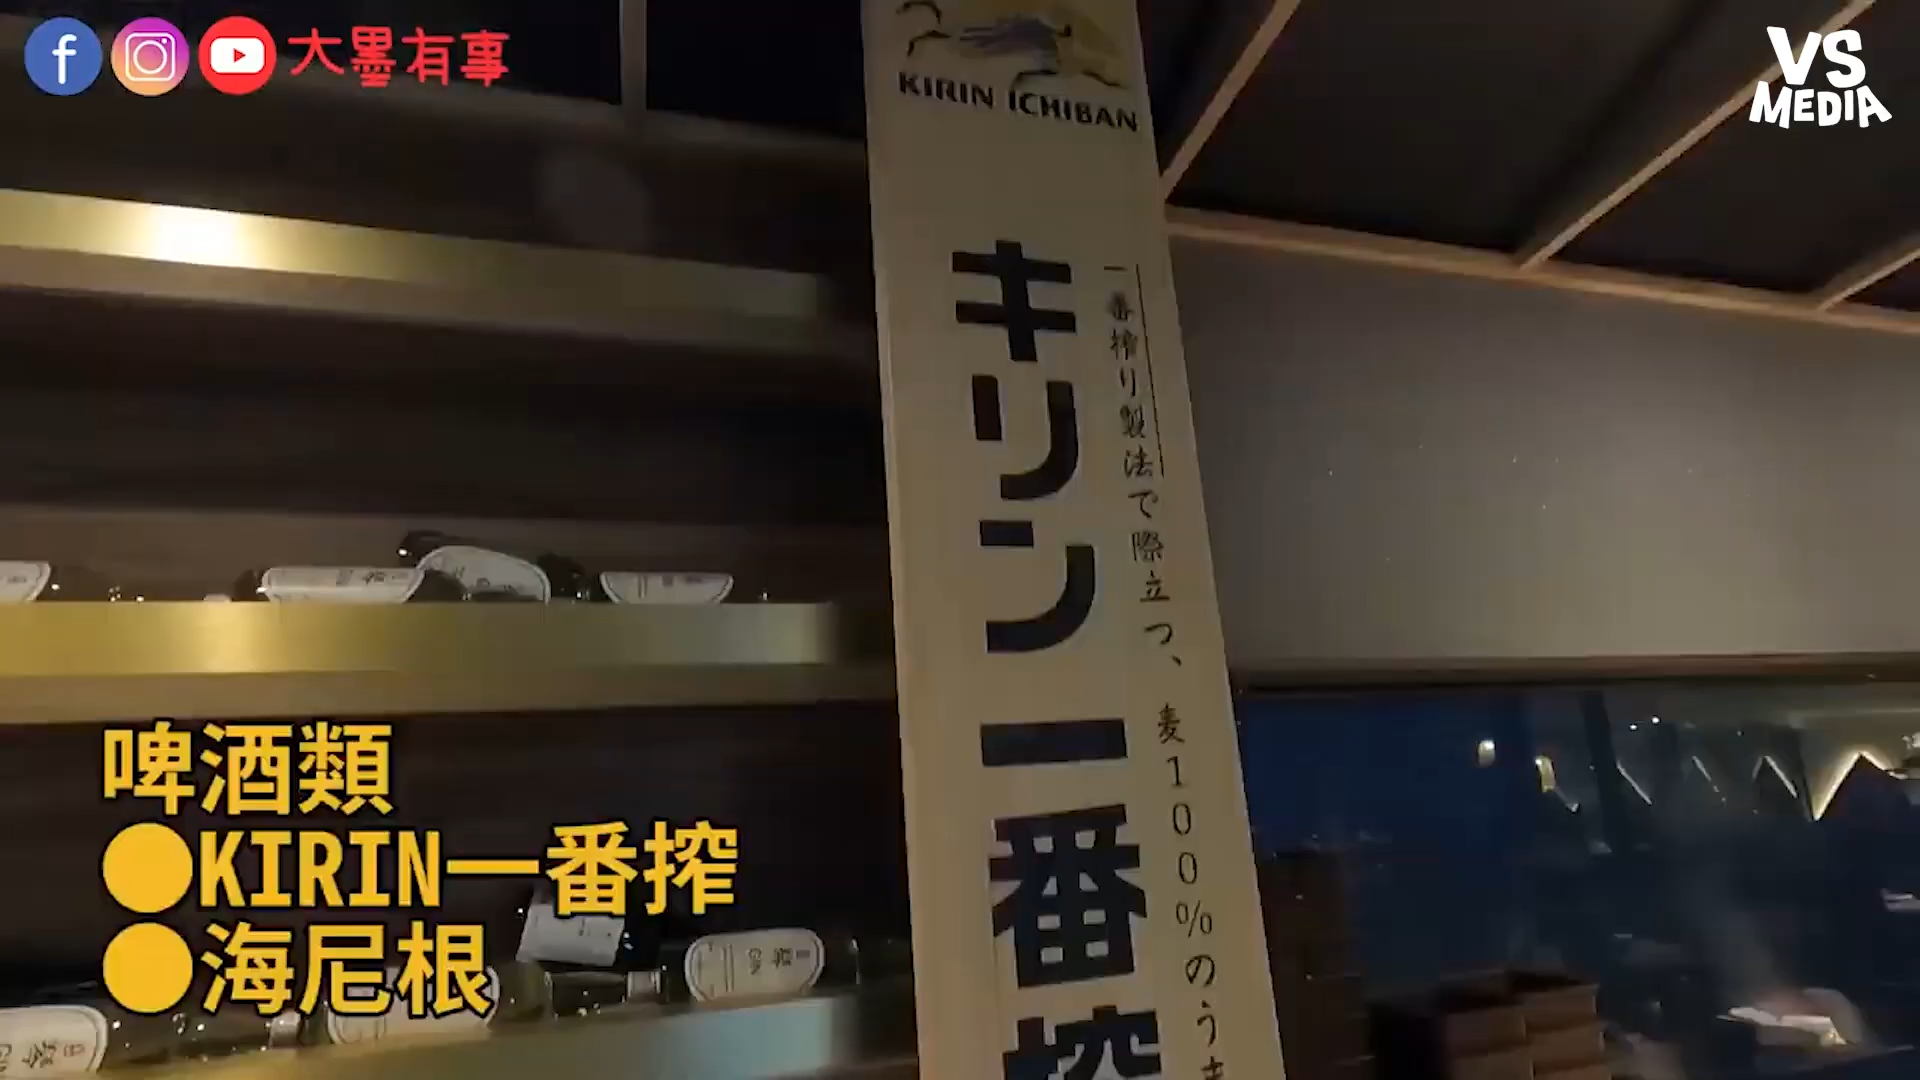 大墨有事
VS
MEDIA
KIRIN ICHIBAN
キリン一番搾
一番搾り製法で際立つ、麦100%のうま
啤酒類
●KIRIN一番搾
●海尼根